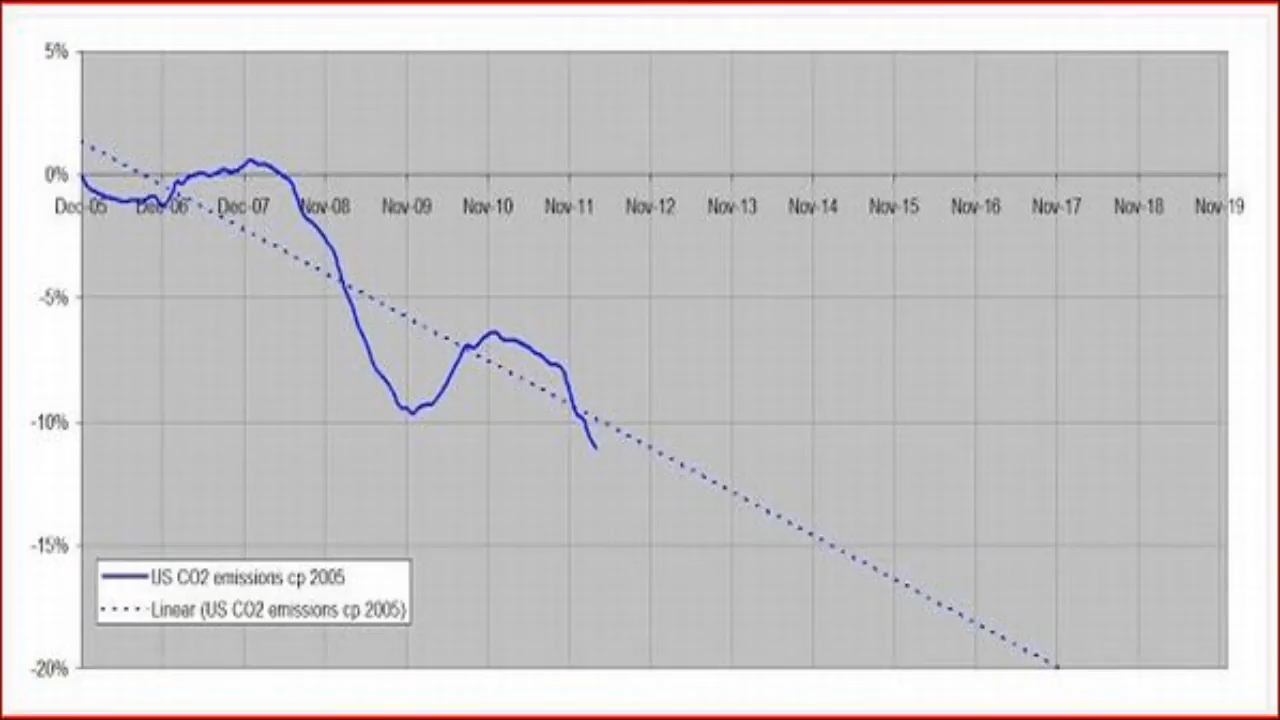 5%
0%
Dec-05 Dec-06 Dec-07 Nov-08 Nov-09 Nov-10 Nov-11 Nov-12 Nov-13 Nov-14 Nov-15 Nov-16 Nov-17 Nov-18 Nov-19
-5%
-10%
-15%
US CO2 emissions cp 2005
Linear (US CO2 emissions cp 2005)
-20%